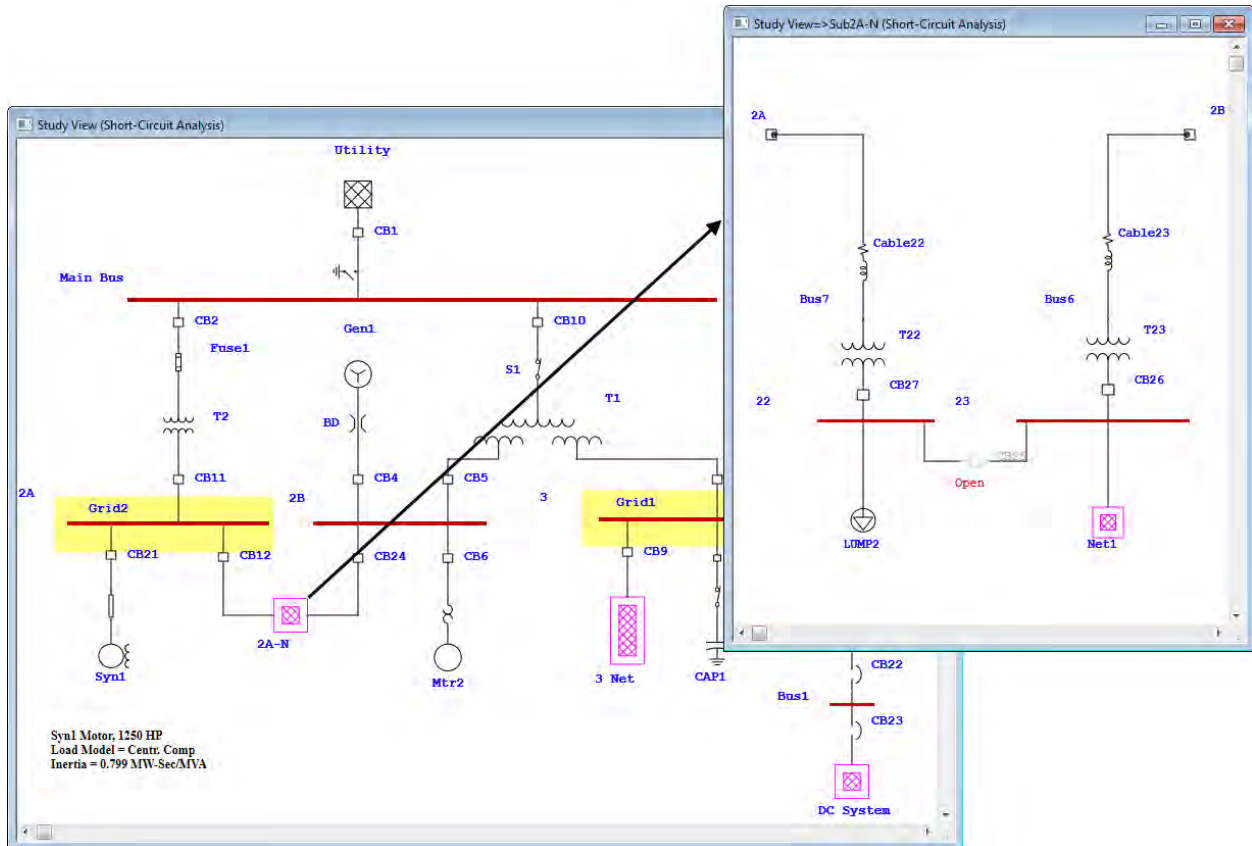 Study View=>Sub2A-N (Short-Circuit Analysis)
2A
2B
Cable22
Cable23
Bus7
Bus6
T22
T23
CB27
CB26
22
23
CB25
Open
LUMP2
Net1
Study View (Short-Circuit Analysis)
Utility
CB1
Main Bus
CB2
Gen1
CB10
Fuse1
S1
T2
T1
BD
CB11
CB4
CB5
2A
Grid2
2B
3
Grid1
CB21
CB12
CB24
CB6
CB9
2A-N
Syn1
Mtr2
3 Net
CAP1
CB22
Bus1
CB23
Syn1 Motor, 1250 HP
Load Model = Centr. Comp
Inertia = 0.799 MW-Sec/MVA
DC System